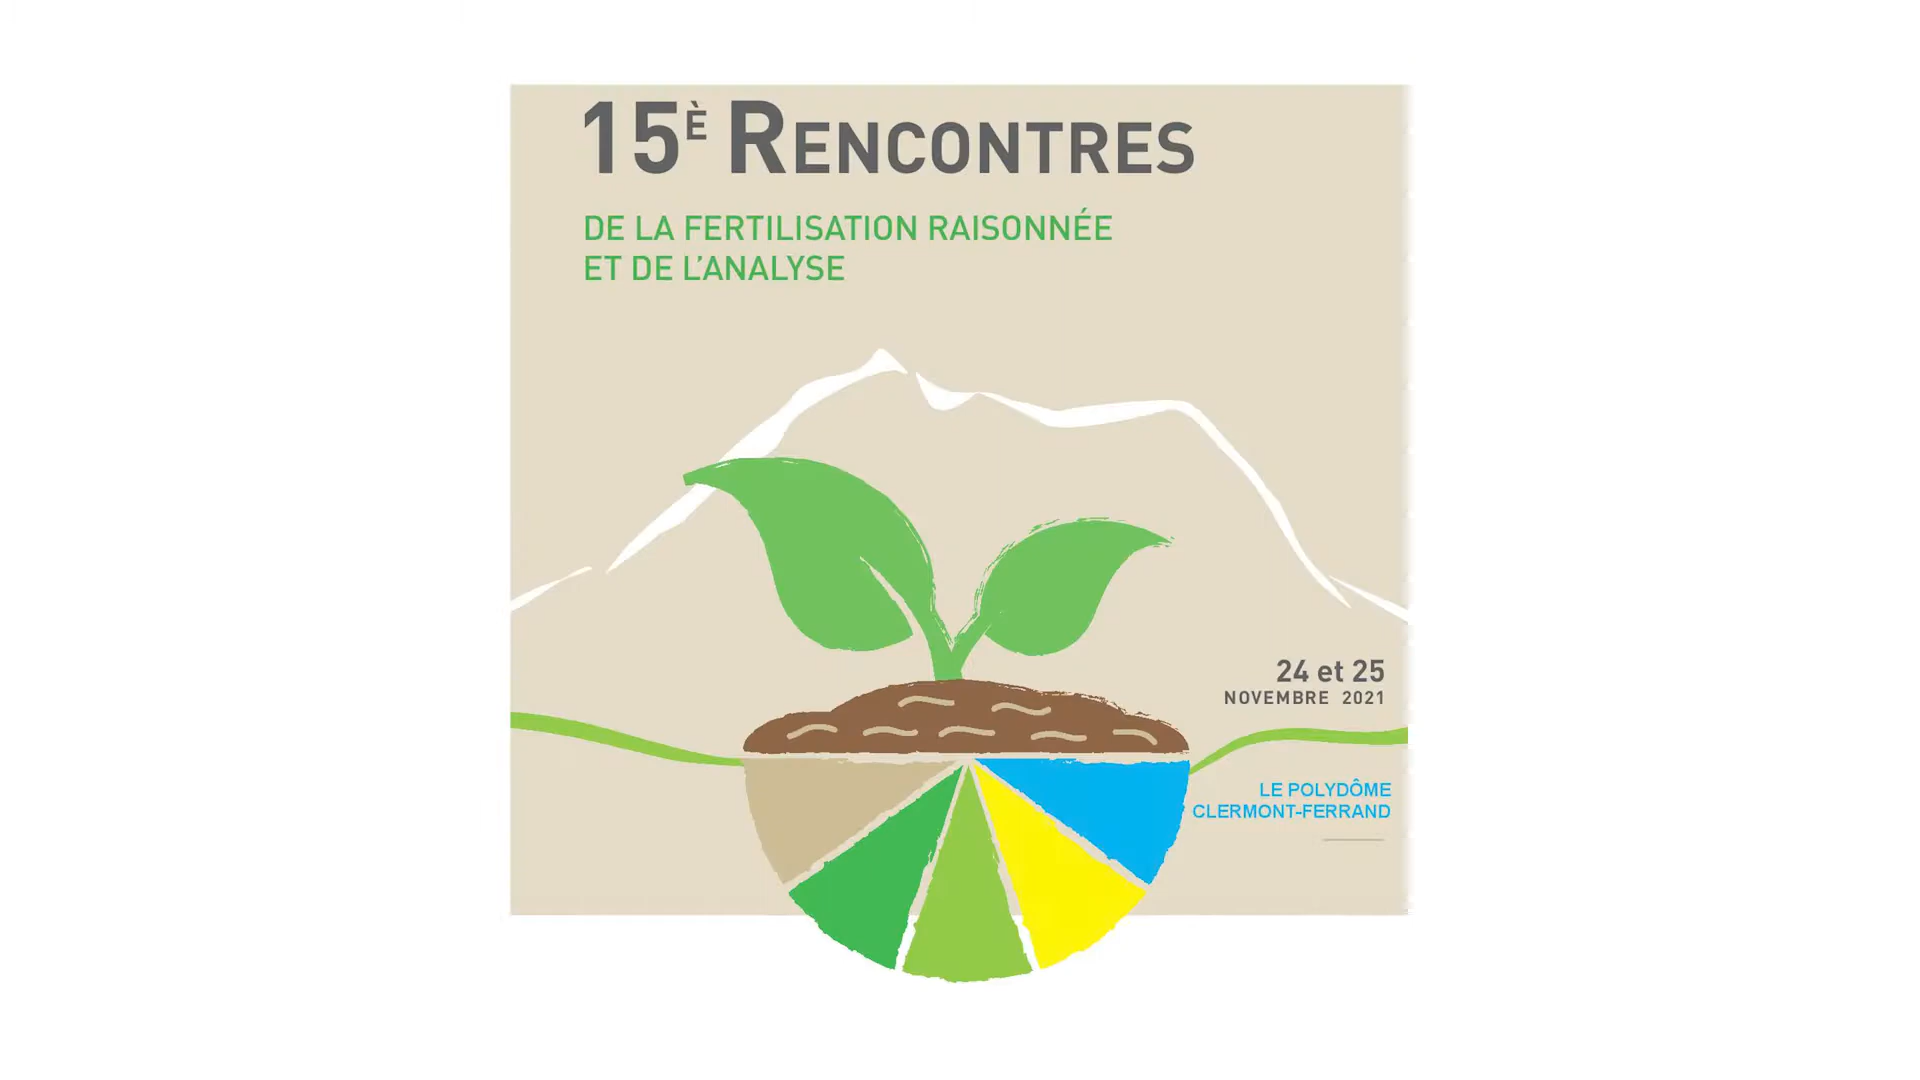 15È RENCONTRES
DE LA FERTILISATION RAISONNÉE
ET DE L'ANALYSE
24 et 25
NOVEMBRE 2021
LE POLYDÔME
CLERMONT-FERRAND